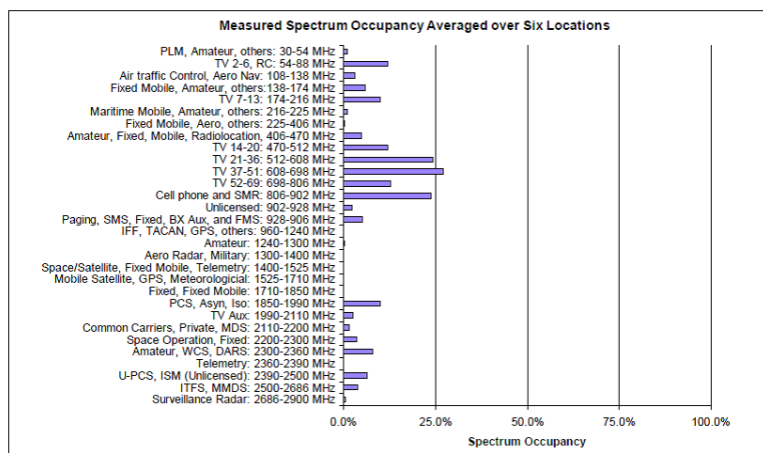 Measured Spectrum Occupancy Averaged over Six Locations
PLM, Amateur, others: 30-54 MHz
TV 2-6, RC: 54-88 MHz
Air traffic Control, Aero Nav: 108-138 MHz
Fixed Mobile, Amateur, others:138-174 MHz
TV 7-13: 174-216 MHz
Maritime Mobile, Amateur, others: 216-225 MHz
Fixed Mobile, Aero, others: 225-406 MHz
Amateur, Fixed, Mobile, Radiolocation, 406-470 MHz
TV 14-20: 470-512 MHz
TV 21-36: 512-608 MHz
TV 37-51: 608-698 MHz
TV 52-69: 698-806 MHz
Cell phone and SMR: 806-902 MHz
Unlicensed: 902-928 MHz
Paging, SMS, Fixed, BX Aux, and FMS: 928-906 MHz
IFF, TACAN, GPS, others: 960-1240 MHz
Amateur: 1240-1300 MHz
Aero Radar, Military: 1300-1400 MHz
Space/Satellite, Fixed Mobile, Telemetry: 1400-1525 MHz
Mobile Satellite, GPS, Meteorologicial: 1525-1710 MHz
Fixed, Fixed Mobile: 1710-1850 MHz
PCS, Asyn, Iso: 1850-1990 MHz
TV Aux: 1990-2110 MHz
Common Carriers, Private, MDS: 2110-2200 MHz
Space Operation, Fixed: 2200-2300 MHz
Amateur, WCS, DARS: 2300-2360 MHz
Telemetry: 2360-2390 MHz
U-PCS, ISM (Unlicensed): 2390-2500 MHz
ITFS, MMDS: 2500-2686 MHz
Surveillance Radar: 2686-2900 MHz
0.0% 25.0% 50.0% 75.0% 100.0%
Spectrum Occupancy